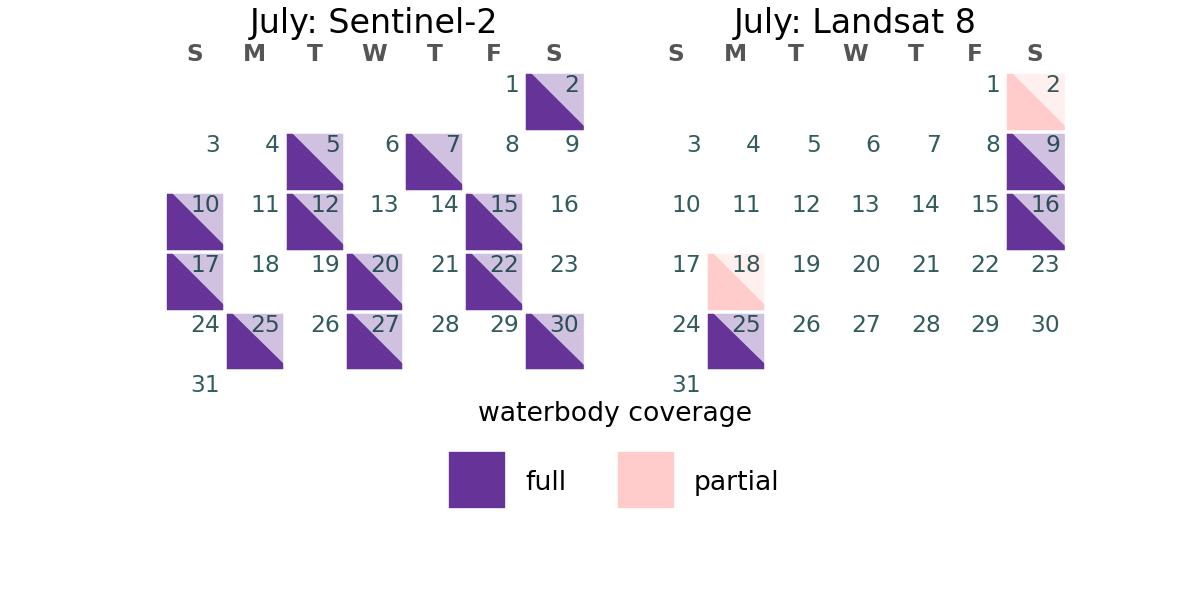 July: Sentinel-2
S M T W T F S
1 2
3 4 5 6 7 8 9
10 11 12 13 14 15 16
17 18 19 20 21 22 23
24 25 26 27 28 29 30
31
July: Landsat 8
S M T W T F S
1 2
3 4 5 6 7 8 9
10 11 12 13 14 15 16
17 18 19 20 21 22 23
24 25 26 27 28 29 30
31
waterbody coverage
full
partial